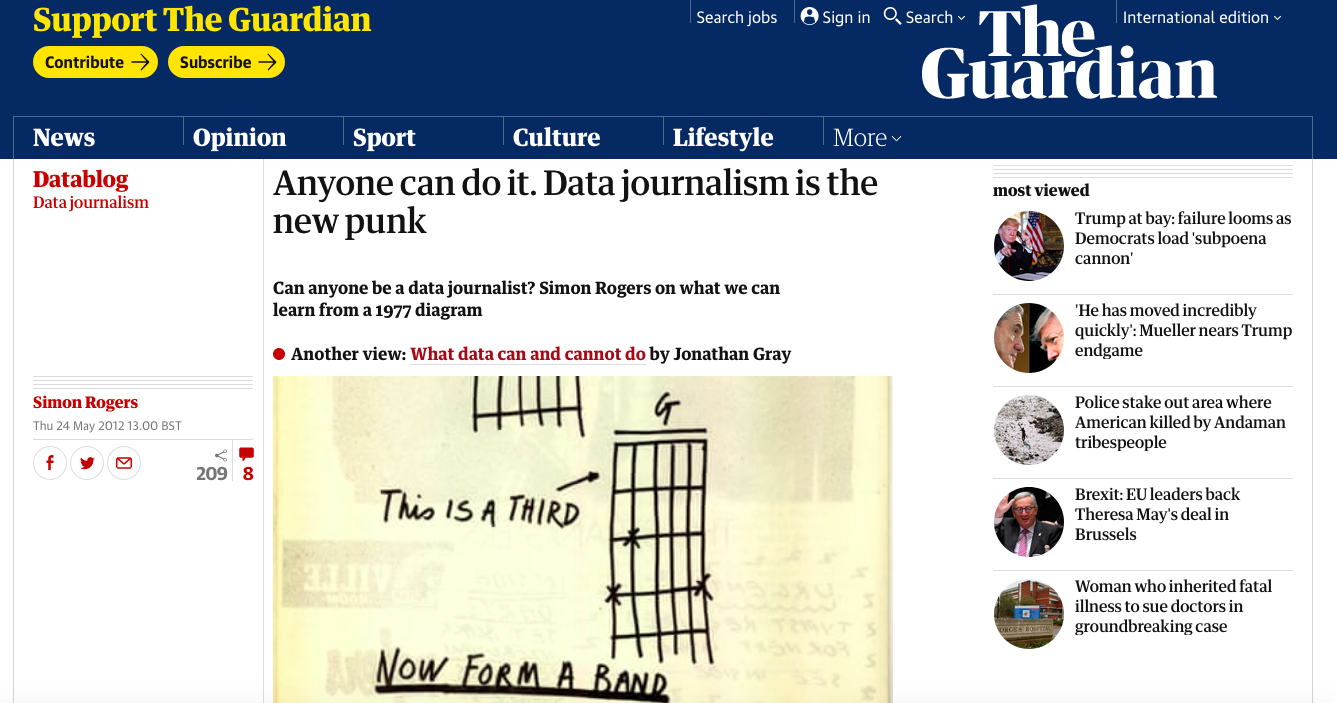 Support The Guardian
Contribute
Subscribe
Search jobs
Sign in
Search
International edition
The
Guardian
News
Opinion
Sport
Culture
Lifestyle
More
Datablog
Data journalism
Anyone can do it. Data journalism is the
new punk
Can anyone be a data journalist? Simon Rogers on what we can
learn from a 1977 diagram
Another view: What data can and cannot do by Jonathan Gray
Simon Rogers
Thu 24 May 2012 13.00 BST
209
8
G
This IS A THIRD
NOW FORM A BAND
most viewed
Trump at bay: failure looms as
Democrats load 'subpoena
cannon'
'He has moved incredibly
quickly': Mueller nears Trump
endgame
Police stake out area where
American killed by Andaman
tribespeople
Brexit: EU leaders back
Theresa May's deal in
Brussels
Woman who inherited fatal
illness to sue doctors in
groundbreaking case